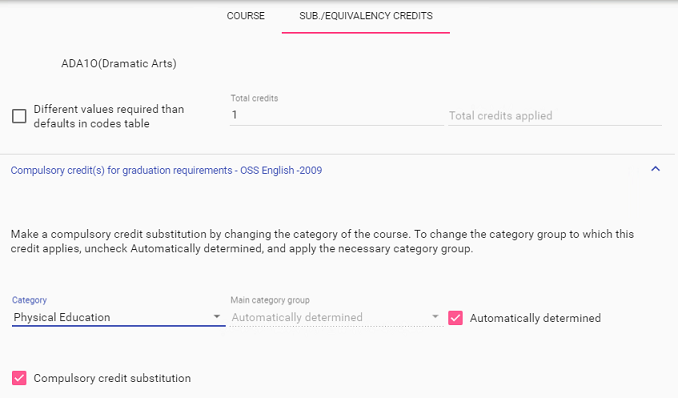 COURSE
SUB./EQUIVALENCY CREDITS
ADA1O(Dramatic Arts)
Different values required than
defaults in codes table
Total credits
1
Total credits applied
Compulsory credit(s) for graduation requirements - OSS English -2009
Make a compulsory credit substitution by changing the category of the course. To change the category group to which this
credit applies, uncheck Automatically determined, and apply the necessary category group.
Category
Physical Education
Main category group
Automatically determined
Automatically determined
Compulsory credit substitution